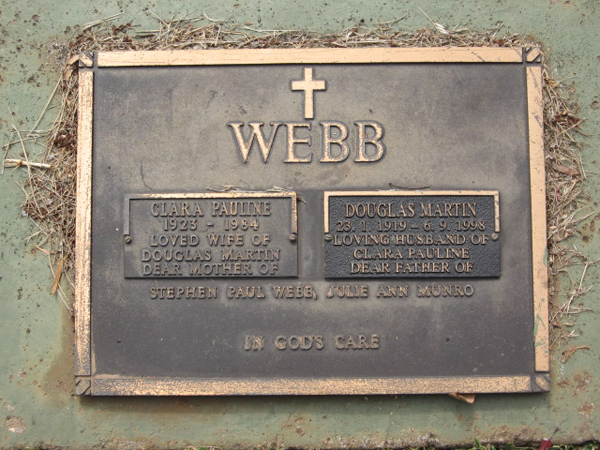 WEBB
CLARA PAULINE
1923 - 1984
LOVED WIFE OF
DOUGLAS MARTIN
DEAR MOTHER OF
DOUGLAS MARTIN
23. 1. 1919 - 6. 9. 1998
LOVING HUSBAND OF
CLARA PAULINE
DEAR FATHER OF
STEPHEN PAUL WEBB, JULIE ANN MUNRO
IN GOD'S CARE